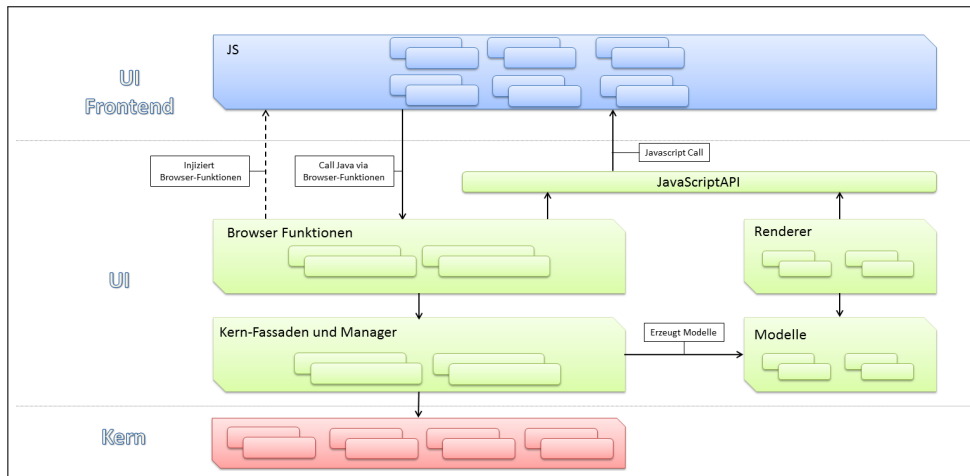 JS
UI
Frontend
Injiziert
Browser-Funktionen
Call Java via
Browser-Funktionen
Javascript Call
JavaScriptAPI
Browser Funktionen
Renderer
UI
Kern-Fassaden und Manager
Erzeugt Modelle
Modelle
Kern